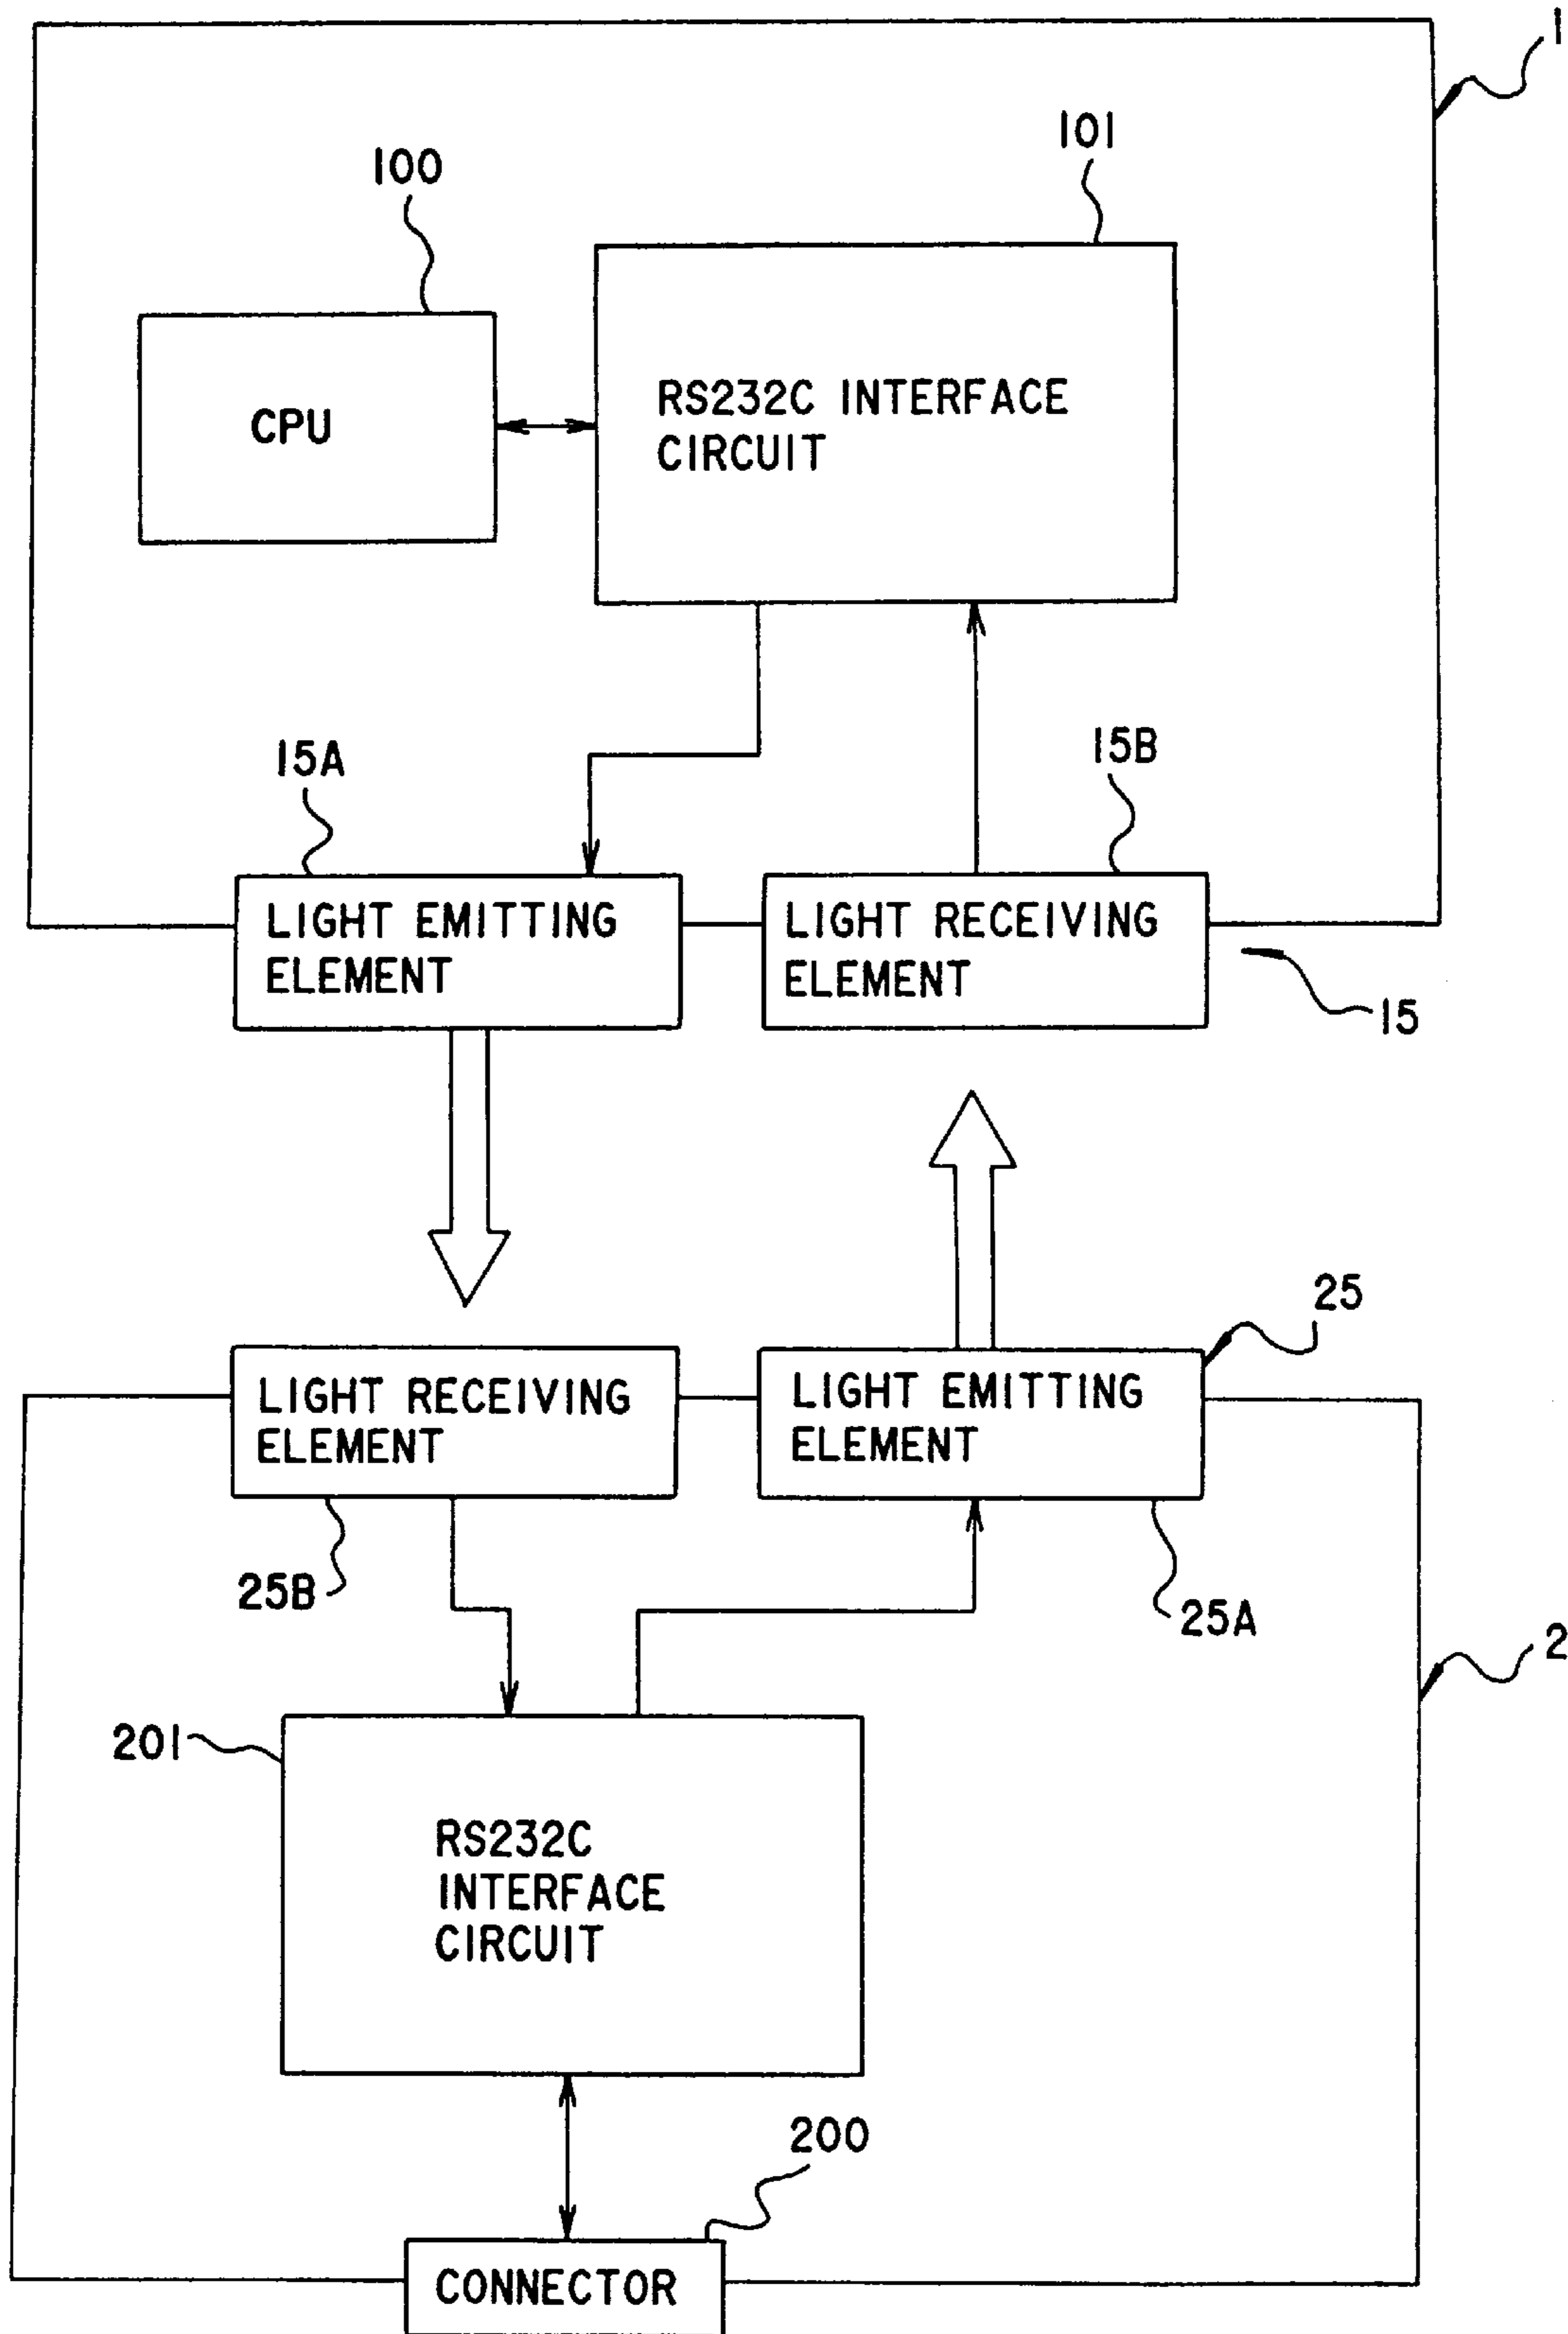 1
101
100
RS232C INTERFACE
CIRCUIT
CPU
15A
15B
LIGHT EMITTING
ELEMENT
LIGHT RECEIVING
ELEMENT
15
25
LIGHT RECEIVING
ELEMENT
LIGHT EMITTING
ELEMENT
25B
25A
2
201
RS232C
INTERFACE
CIRCUIT
200
CONNECTOR